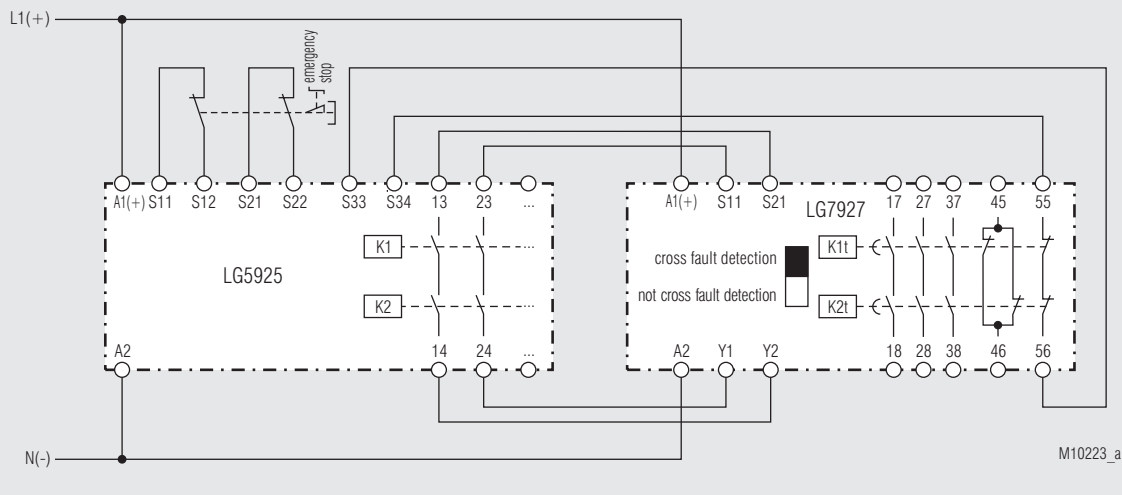 L1(+)
emergency
stop
A1(+) S11 S12 S21 S22 S33 S34 13 23 ...
A1(+) S11 S21 LG7927 17 27 37 45 55
K1 ...
LG5925
K2 ...
cross fault detection K1t
not cross fault detection K2t
A2 14 24 ...
A2 Y1 Y2 18 28 38 46 56
N(-)
M10223_a